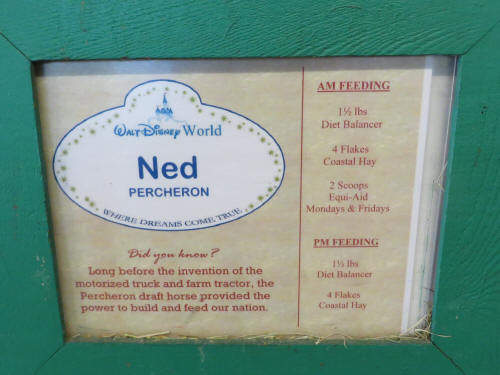 WALT DISNEY World
Ned
PERCHERON
WHERE DREAMS COME TRUE
Did you know?
Long before the invention of the
motorized truck and farm tractor, the
Percheron draft horse provided the
power to build and feed our nation.
AM FEEDING
1½ lbs
Diet Balancer
4 Flakes
Coastal Hay
2 Scoops
Equi-Aid
Mondays & Fridays
PM FEEDING
1½ lbs
Diet Balancer
4 Flakes
Coastal Hay